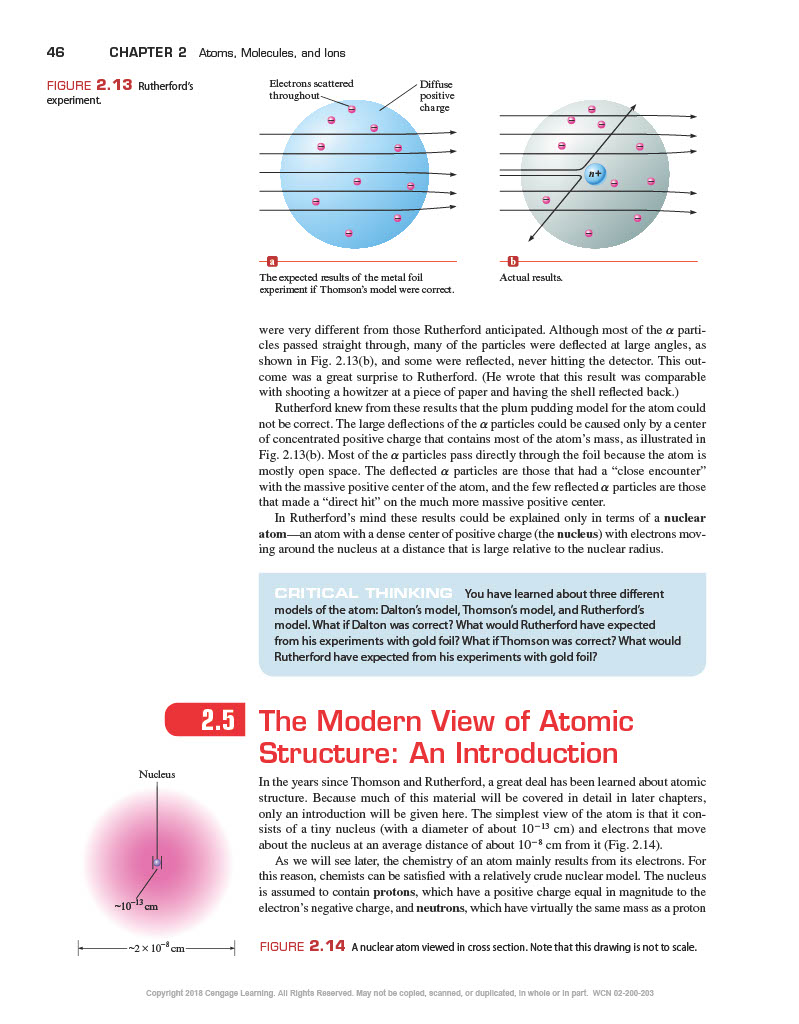 46 CHAPTER 2 Atoms, Molecules, and Ions
FIGURE 2.13 Rutherford's
experiment.
Electrons scattered
throughout
Diffuse
positive
charge
n+
a
The expected results of the metal foil
experiment if Thomson's model were correct.
b
Actual results.
were very different from those Rutherford anticipated. Although most of the α parti-
cles passed straight through, many of the particles were deflected at large angles, as
shown in Fig. 2.13(b), and some were reflected, never hitting the detector. This out-
come was a great surprise to Rutherford. (He wrote that this result was comparable
with shooting a howitzer at a piece of paper and having the shell reflected back.)
Rutherford knew from these results that the plum pudding model for the atom could
not be correct. The large deflections of the α particles could be caused only by a center
of concentrated positive charge that contains most of the atom's mass, as illustrated in
Fig. 2.13(b). Most of the α particles pass directly through the foil because the atom is
mostly open space. The deflected α particles are those that had a "close encounter"
with the massive positive center of the atom, and the few reflected α particles are those
that made a "direct hit" on the much more massive positive center.
In Rutherford's mind these results could be explained only in terms of a nuclear
atom—an atom with a dense center of positive charge (the nucleus) with electrons mov-
ing around the nucleus at a distance that is large relative to the nuclear radius.
CRITICAL THINKING You have learned about three different
models of the atom: Dalton's model, Thomson's model, and Rutherford's
model. What if Dalton was correct? What would Rutherford have expected
from his experiments with gold foil? What if Thomson was correct? What would
Rutherford have expected from his experiments with gold foil?
2.5 The Modern View of Atomic
Structure: An Introduction
In the years since Thomson and Rutherford, a great deal has been learned about atomic
structure. Because much of this material will be covered in detail in later chapters,
only an introduction will be given here. The simplest view of the atom is that it con-
sists of a tiny nucleus (with a diameter of about 10⁻¹³ cm) and electrons that move
about the nucleus at an average distance of about 10⁻⁸ cm from it (Fig. 2.14).
As we will see later, the chemistry of an atom mainly results from its electrons. For
this reason, chemists can be satisfied with a relatively crude nuclear model. The nucleus
is assumed to contain protons, which have a positive charge equal in magnitude to the
electron's negative charge, and neutrons, which have virtually the same mass as a proton
Nucleus
~10⁻¹³ cm
~2 × 10⁻⁸ cm
FIGURE 2.14 A nuclear atom viewed in cross section. Note that this drawing is not to scale.
Copyright 2018 Cengage Learning. All Rights Reserved. May not be copied, scanned, or duplicated, in whole or in part. WCN 02-200-203